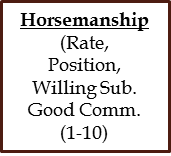 Horsemanship
(Rate,
Position,
Willing Sub.
Good Comm.
(1-10)